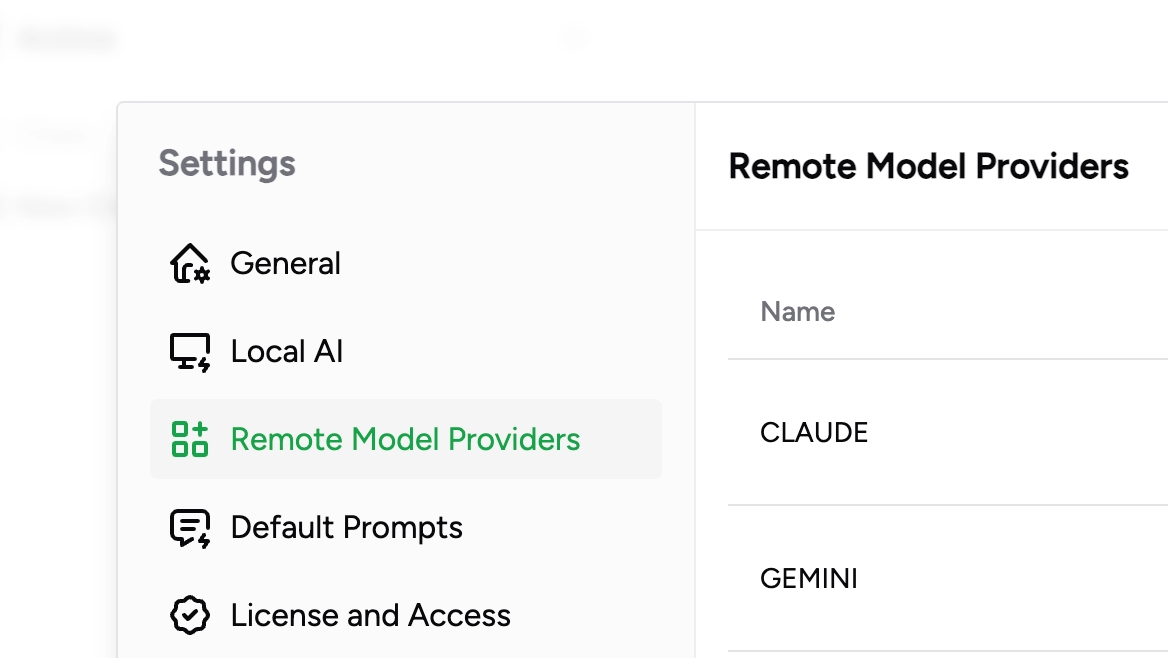 Settings
General
Local AI
Remote Model Providers
Default Prompts
License and Access
Remote Model Providers
Name
CLAUDE
GEMINI